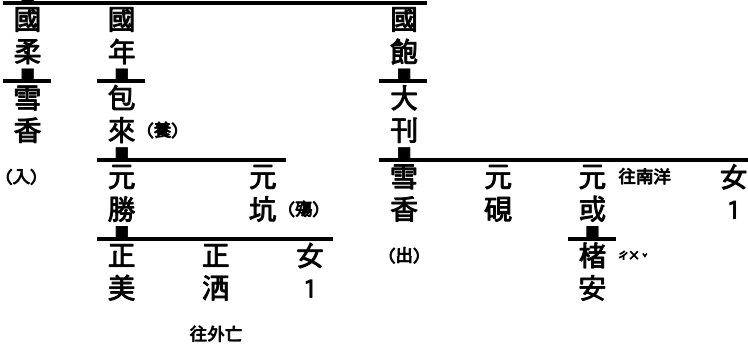 國柔
國年
國飽
雪香
包來
(養)
大刊
(入)
元勝
元坑
(殤)
雪香
元硯
元或
往南洋
女1
正美
正洒
女1
(出)
楮安
ㄔㄨˇ
往外亡